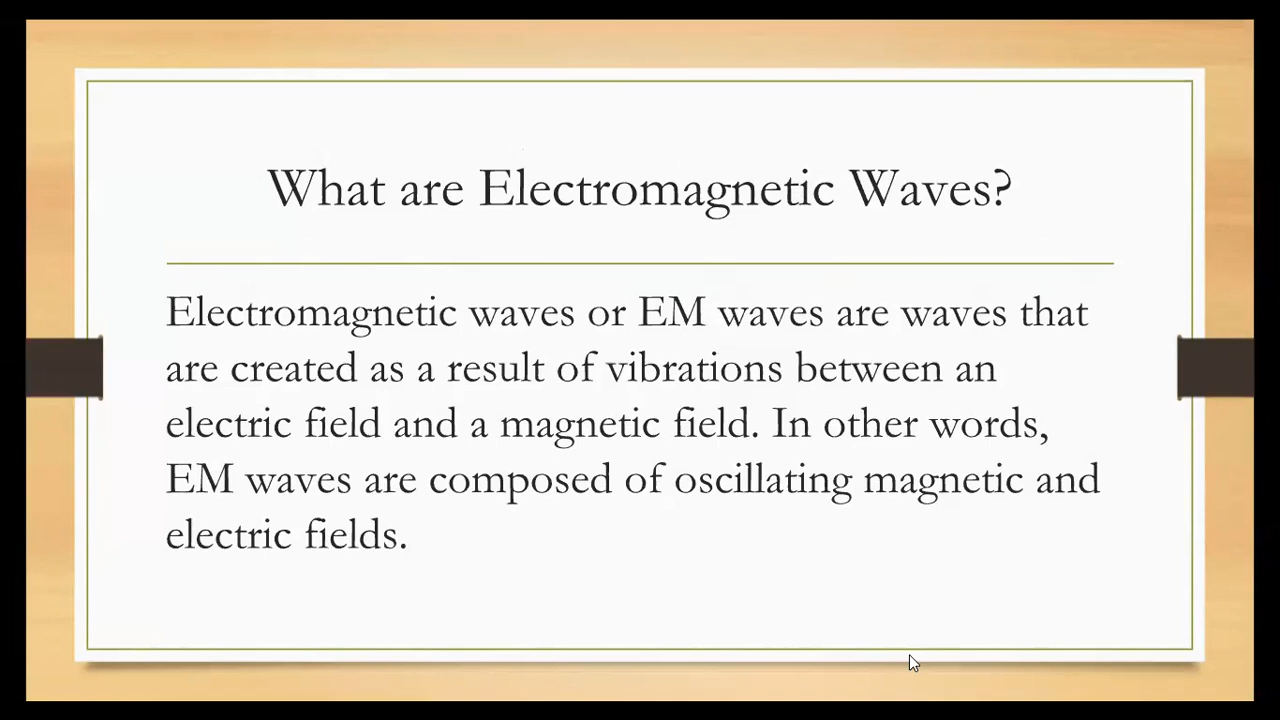 What are Electromagnetic Waves?
Electromagnetic waves or EM waves are waves that
are created as a result of vibrations between an
electric field and a magnetic field. In other words,
EM waves are composed of oscillating magnetic and
electric fields.